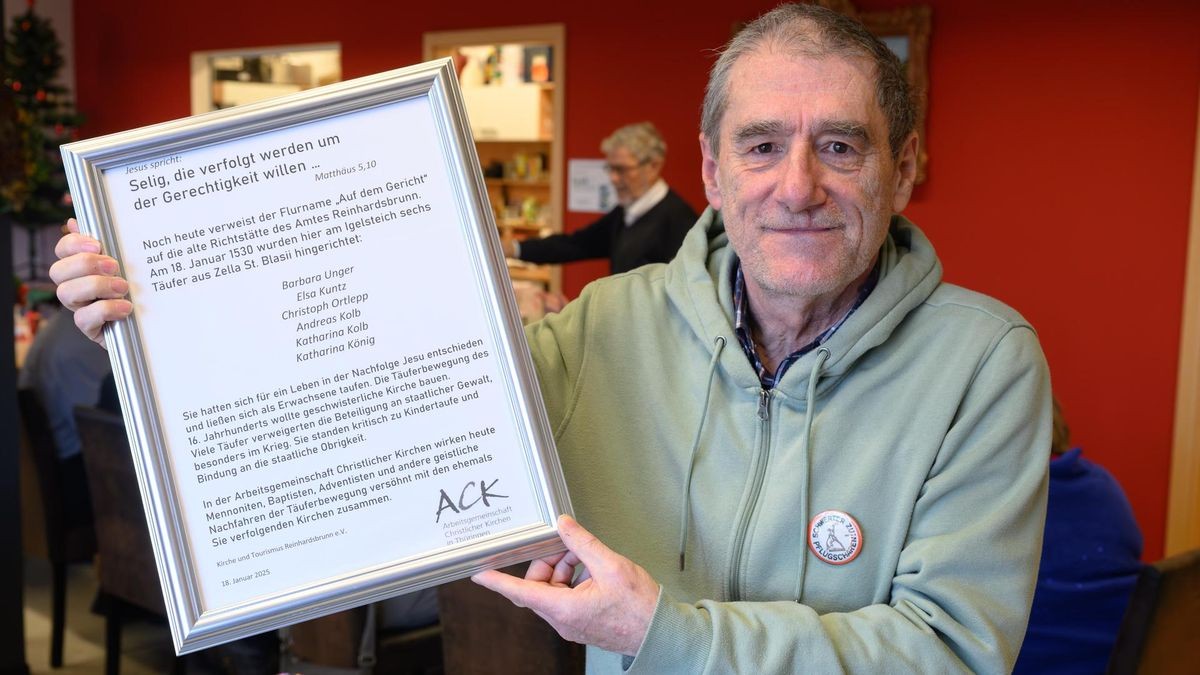 Jesus spricht:
Selig, die verfolgt werden um
der Gerechtigkeit willen ...
Matthäus 5,10
Noch heute verweist der Flurname „Auf dem Gericht“
auf die alte Richtstätte des Amtes Reinhardsbrunn.
Am 18. Januar 1530 wurden hier am Igelsteich sechs
Täufer aus Zella St. Blasii hingerichtet:
Barbara Unger
Elsa Kuntz
Christoph Ortlepp
Andreas Kolb
Katharina Kolb
Katharina König
Sie hatten sich für ein Leben in der Nachfolge Jesu entschieden
und ließen sich als Erwachsene taufen. Die Täuferbewegung des
16. Jahrhunderts wollte geschwisterliche Kirche bauen.
Viele Täufer verweigerten die Beteiligung an staatlicher Gewalt,
besonders im Krieg. Sie standen kritisch zu Kindertaufe und
Bindung an die staatliche Obrigkeit.
In der Arbeitsgemeinschaft Christlicher Kirchen wirken heute
Mennoniten, Baptisten, Adventisten und andere geistliche
Nachfahren der Täuferbewegung versöhnt mit den ehemals
Sie verfolgenden Kirchen zusammen.
ACK
Arbeitsgemeinschaft
Christlicher Kirchen
in Thüringen
Kirche und Tourismus Reinhardsbrunn e.V.
18. Januar 2025
SCHWERTER ZU
PFLUGSCHAREN